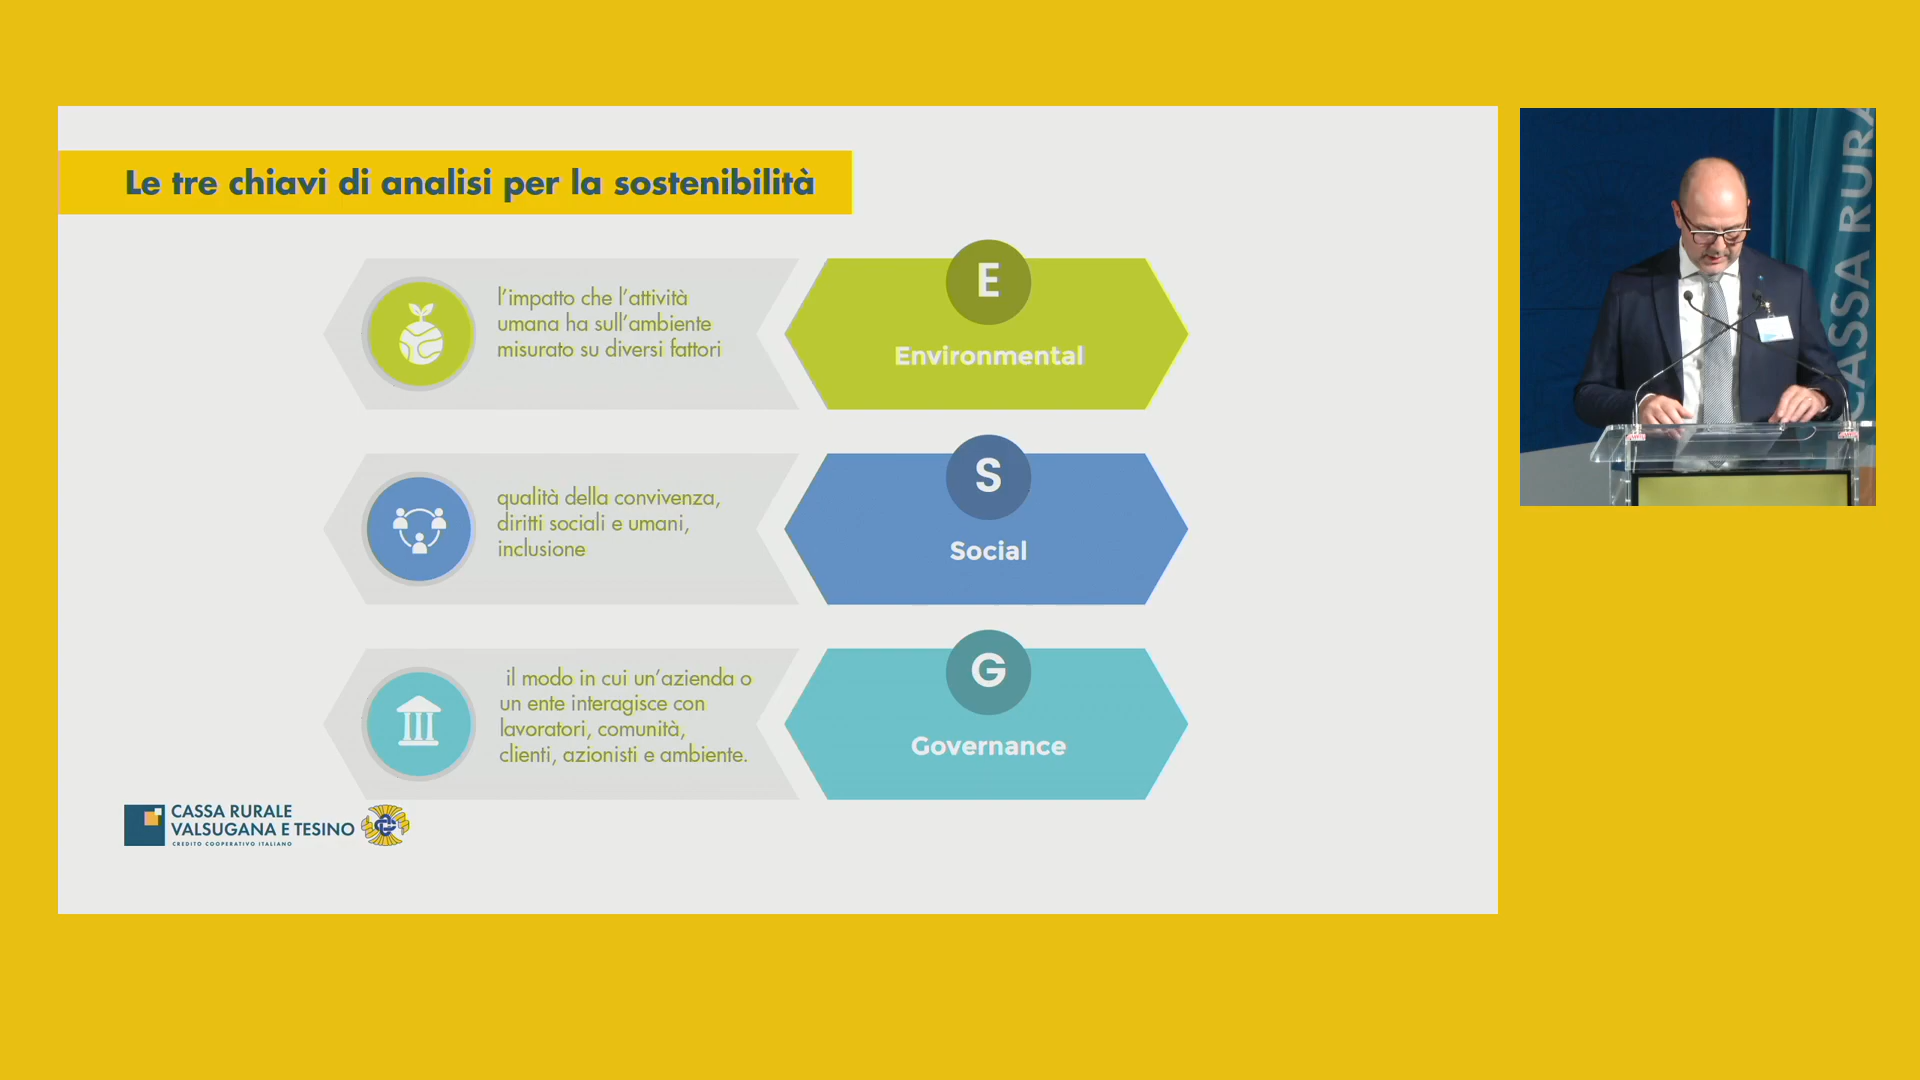 Le tre chiavi di analisi per la sostenibilità
l'impatto che l'attività
umana ha sull'ambiente
misurato su diversi fattori
E
Environmental
qualità della convivenza,
diritti sociali e umani,
inclusione
S
Social
il modo in cui un'azienda o
un ente interagisce con
lavoratori, comunità,
clienti, azionisti e ambiente.
G
Governance
CASSA RURALE
VALSUGANA E TESINO
CREDITO COOPERATIVO ITALIANO
CASSA RURA